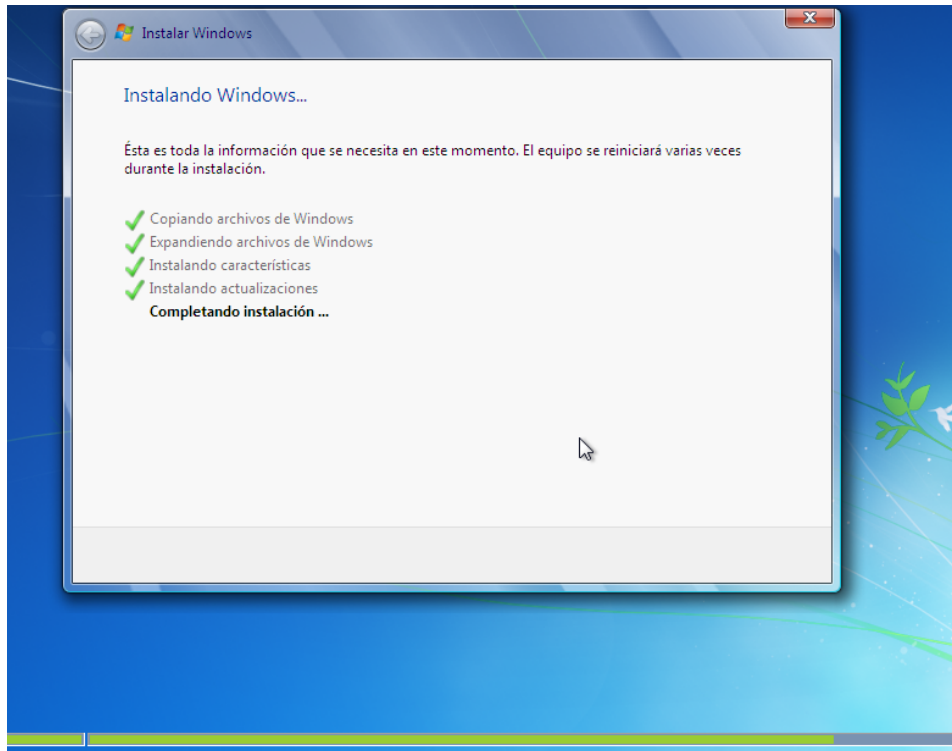 Instalar Windows
Instalando Windows...
Ésta es toda la información que se necesita en este momento. El equipo se reiniciará varias veces
durante la instalación.
Copiando archivos de Windows
Expandiendo archivos de Windows
Instalando características
Instalando actualizaciones
Completando instalación ...